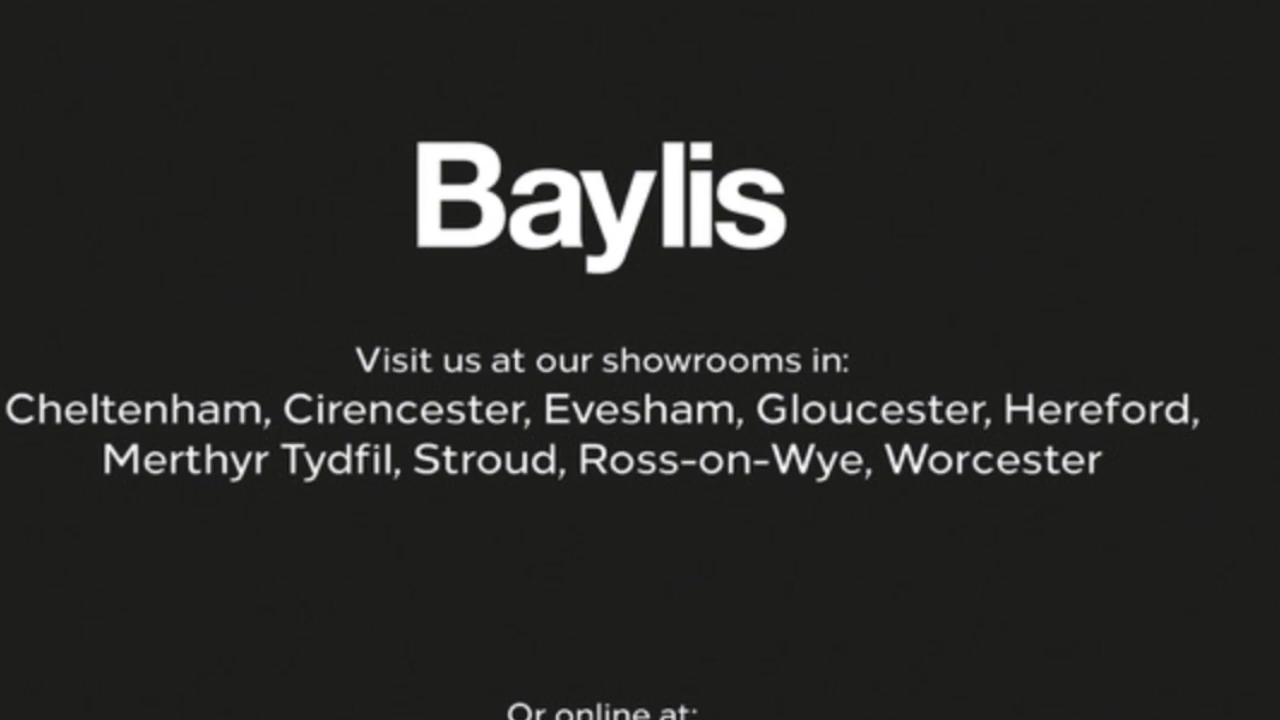 Baylis
Visit us at our showrooms in:
Cheltenham, Cirencester, Evesham, Gloucester, Hereford,
Merthyr Tydfil, Stroud, Ross-on-Wye, Worcester
Or online at: